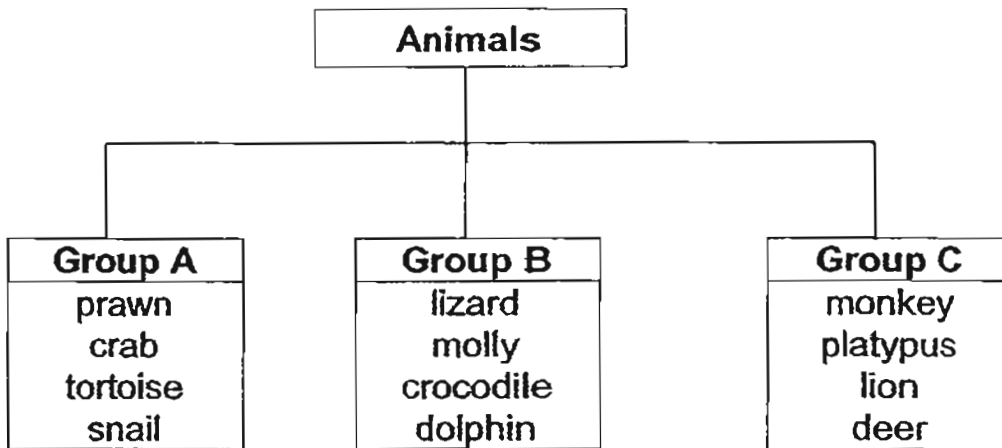 Animals
Group A
prawn
crab
tortoise
snail
Group B
lizard
molly
crocodile
dolphin
Group C
monkey
platypus
lion
deer